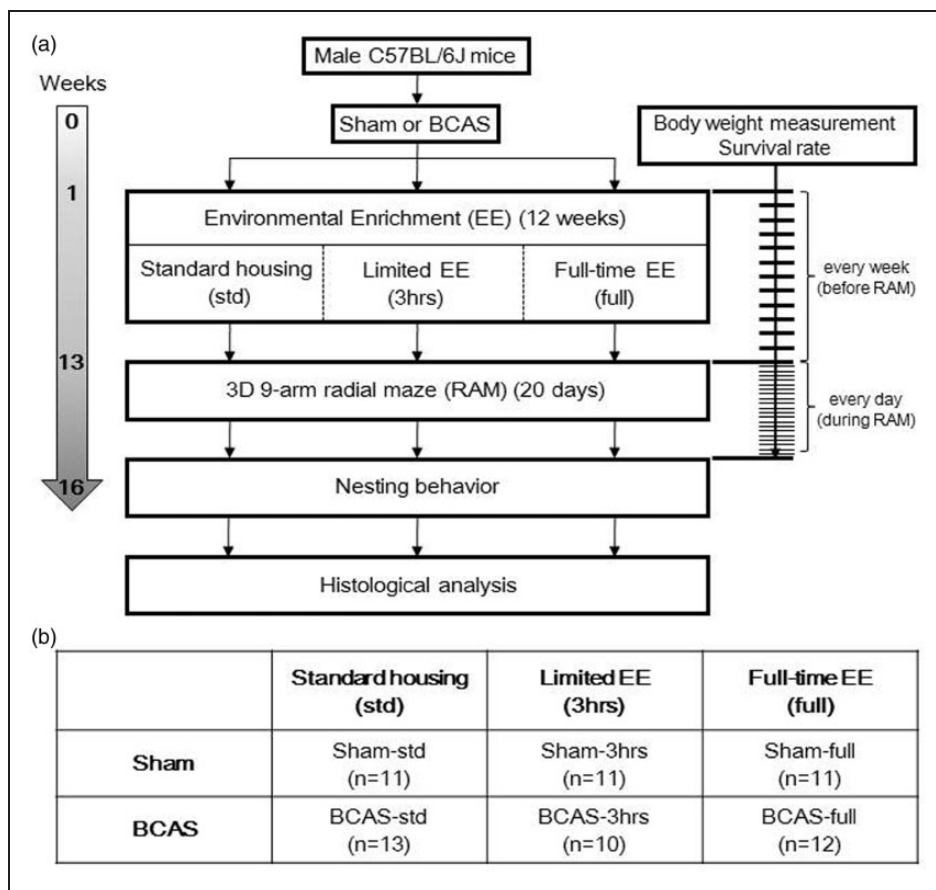 (a)
Weeks
0
1
13
16
Male C57BL/6J mice
Sham or BCAS
Body weight measurement
Survival rate
Environmental Enrichment (EE) (12 weeks)
Standard housing
(std)
Limited EE
(3hrs)
Full-time EE
(full)
every week
(before RAM)
3D 9-arm radial maze (RAM) (20 days)
every day
(during RAM)
Nesting behavior
Histological analysis
(b)
Standard housing
(std)
Limited EE
(3hrs)
Full-time EE
(full)
Sham
Sham-std
(n=11)
Sham-3hrs
(n=11)
Sham-full
(n=11)
BCAS
BCAS-std
(n=13)
BCAS-3hrs
(n=10)
BCAS-full
(n=12)